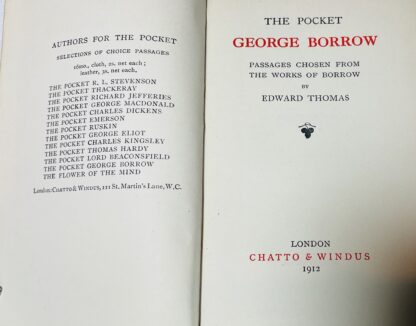 AUTHORS FOR THE POCKET
SELECTIONS OF CHOICE PASSAGES
16mo., cloth, 2s. net each;
leather, 3s. net each.
THE POCKET R. L. STEVENSON
THE POCKET THACKERAY
THE POCKET RICHARD JEFFERIES
THE POCKET GEORGE MACDONALD
THE POCKET CHARLES DICKENS
THE POCKET EMERSON
THE POCKET RUSKIN
THE POCKET GEORGE ELIOT
THE POCKET CHARLES KINGSLEY
THE POCKET THOMAS HARDY
THE POCKET LORD BEACONSFIELD
THE POCKET GEORGE BORROW
THE FLOWER OF THE MIND
London: CHATTO & WINDUS, 111 St. Martin's Lane, W.C.
THE POCKET
GEORGE BORROW
PASSAGES CHOSEN FROM
THE WORKS OF BORROW
BY
EDWARD THOMAS
LONDON
CHATTO & WINDUS
1912